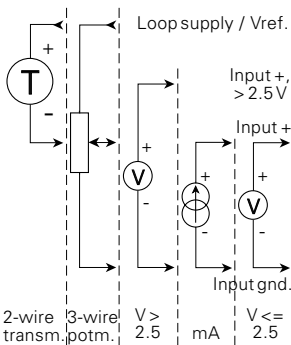 Loop supply / Vref.
T
+
-
Input +,
> 2.5 V
Input +
+
V
-
+
-
+
V
-
Input gnd.
2-wire
transm.
3-wire
potm.
V >
2.5
mA
V <=
2.5